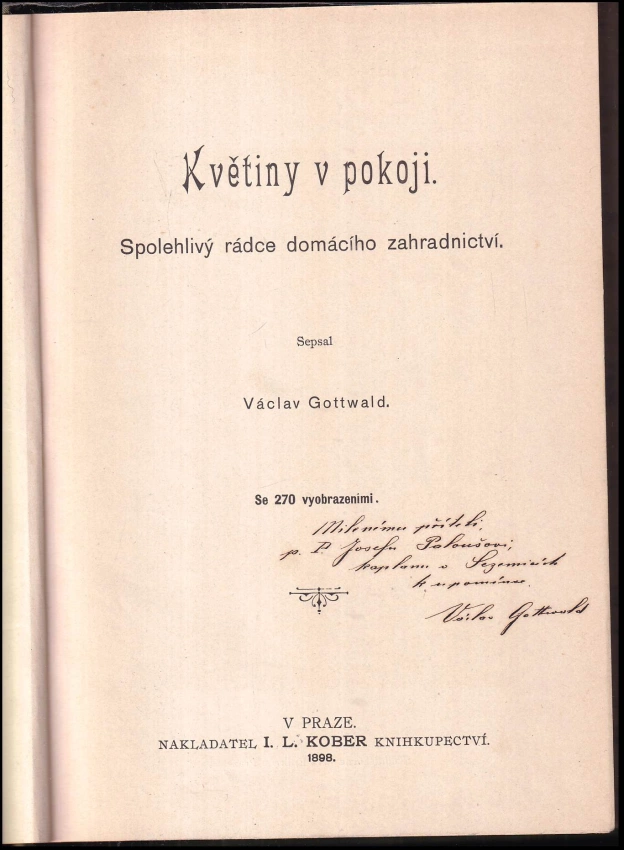 Květiny v pokoji.
Spolehlivý rádce domácího zahradnictví.
Sepsal
Václav Gottwald.
Se 270 vyobrazeními.
Milenému příteli,
p. P. Josefu Paloušovi,
kaplanu v Sezemicích
k upomínce.
Václav Gottwald
V PRAZE.
NAKLADATEL I. L. KOBER KNIHKUPECTVÍ.
1898.